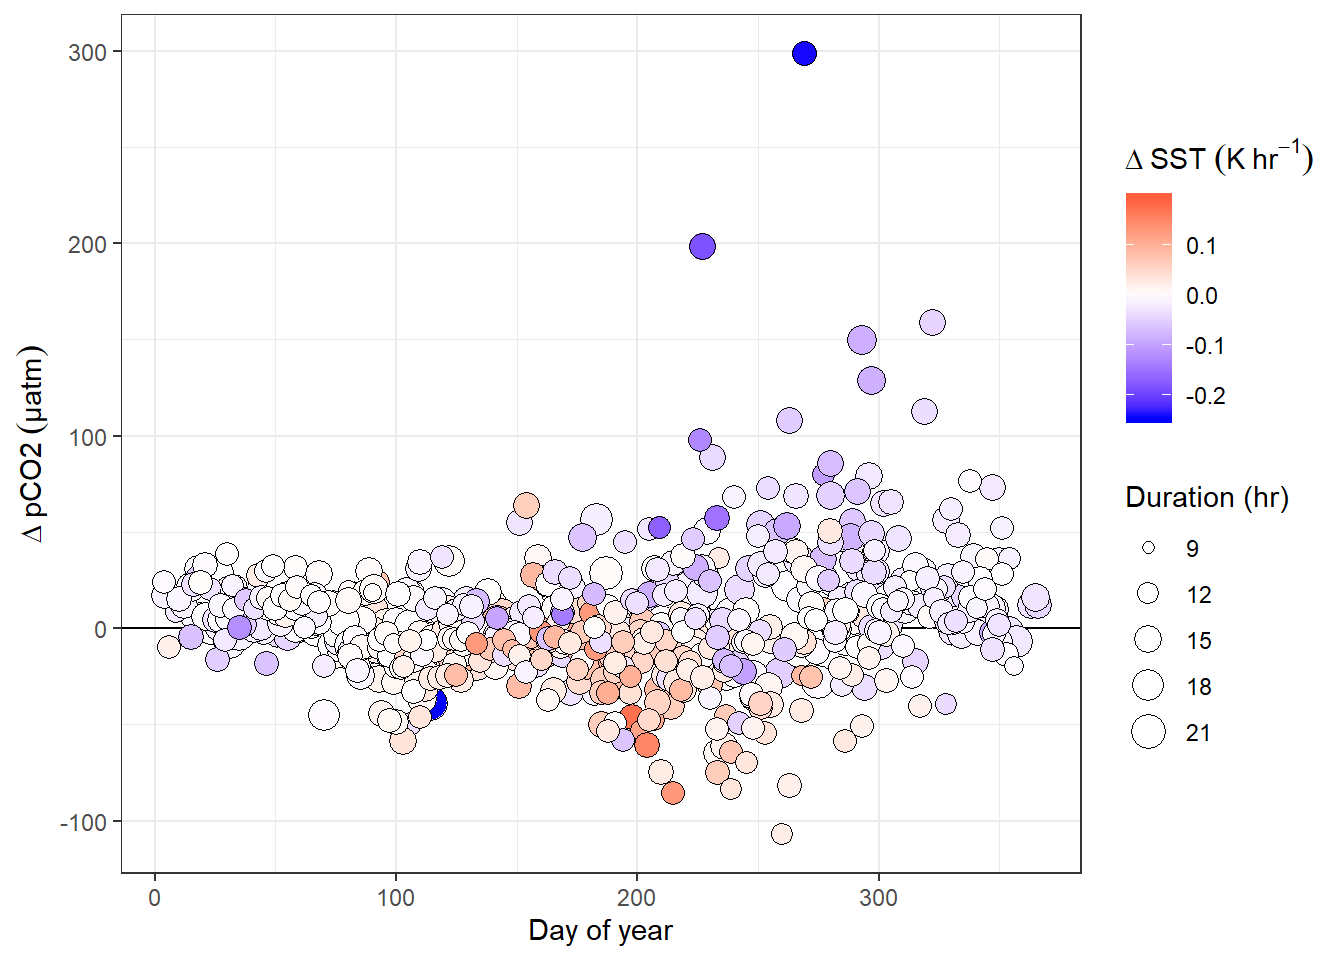 300
200
100
0
-100
Δ pCO2 (µatm)
0 100 200 300
Day of year
Δ SST (K hr⁻¹)
0.1
0.0
-0.1
-0.2
Duration (hr)
9
12
15
18
21